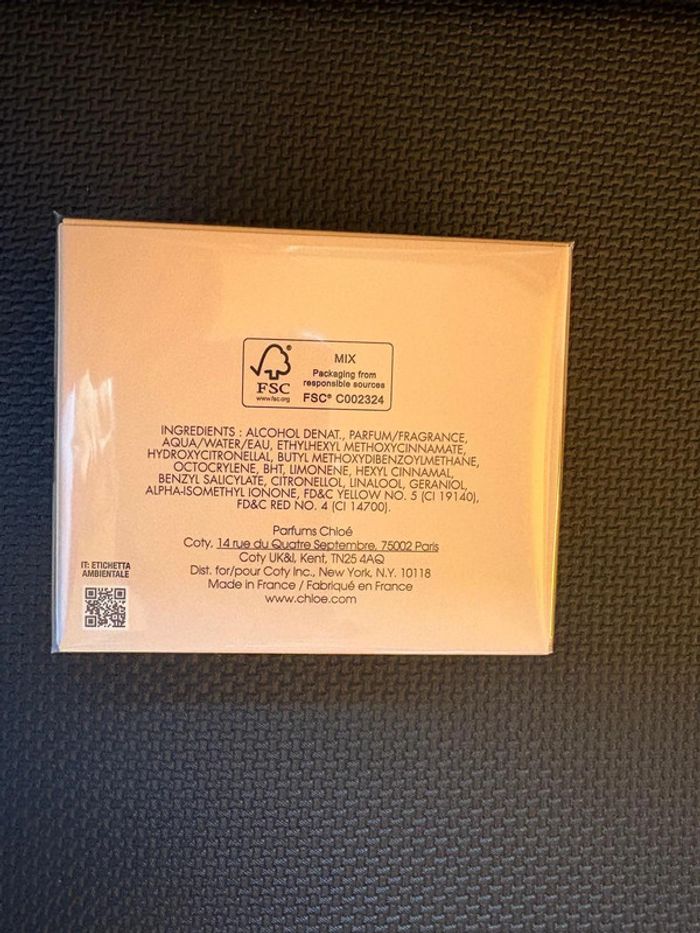 MIX
Packaging from
responsible sources
FSC® C002324
FSC
www.fsc.org
INGREDIENTS : ALCOHOL DENAT., PARFUM/FRAGRANCE,
AQUA/WATER/EAU, ETHYLHEXYL METHOXYCINNAMATE,
HYDROXYCITRONELLAL, BUTYL METHOXYDIBENZOYLMETHANE,
OCTOCRYLENE, BHT, LIMONENE, HEXYL CINNAMAL,
BENZYL SALICYLATE, CITRONELLOL, LINALOOL, GERANIOL,
ALPHA-ISOMETHYL IONONE, FD&C YELLOW NO. 5 (CI 19140),
FD&C RED NO. 4 (CI 14700).
Parfums Chloé
Coty, 14 rue du Quatre Septembre, 75002 Paris
Coty UK&I, Kent, TN25 4AQ
Dist. for/pour Coty Inc., New York, N.Y. 10118
Made in France / Fabriqué en France
www.chloe.com
IT: ETICHETTA
AMBIENTALE